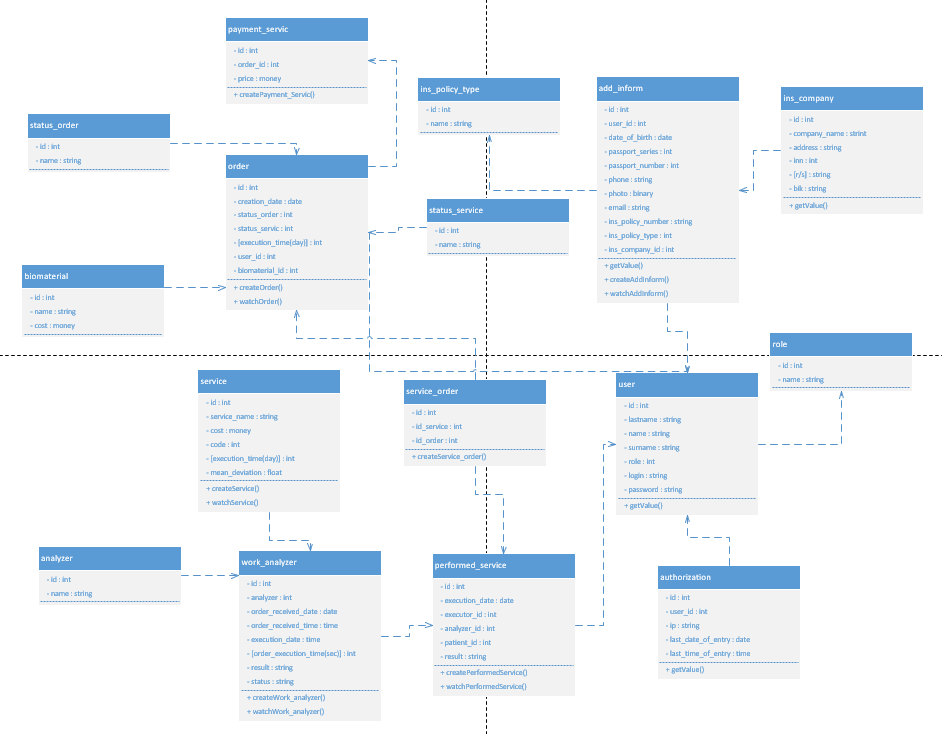 payment_servic
- id : int
- order_id : int
- price : money
+ createPayment_Servic()
status_order
- id : int
- name : string
order
- id : int
- creation_date : date
- status_order : int
- status_servic : int
- [execution_time(day)] : int
- user_id : int
- biomaterial_id : int
+ createOrder()
+ watchOrder()
biomaterial
- id : int
- name : string
- cost : money
ins_policy_type
- id : int
- name : string
status_service
- id : int
- name : string
add_inform
- id : int
- user_id : int
- date_of_birth : date
- passport_series : int
- passport_number : int
- phone : string
- photo : binary
- email : string
- ins_policy_number : string
- ins_policy_type : int
- ins_company_id : int
+ getValue()
+ createAddInform()
+ watchAddInform()
ins_company
- id : int
- company_name : strint
- address : string
- inn : int
- [r/s] : string
- bik : string
+ getValue()
role
- id : int
- name : string
service
- id : int
- service_name : string
- cost : money
- code : int
- [execution_time(day)] : int
- mean_deviation : float
+ createService()
+ watchService()
service_order
- id : int
- id_service : int
- id_order : int
+ createService_order()
user
- id : int
- lastname : string
- name : string
- surname : string
- role : int
- login : string
- password : string
+ getValue()
analyzer
- id : int
- name : string
work_analyzer
- id : int
- analyzer : int
- order_received_date : date
- order_received_time : time
- execution_date : time
- [order_execution_time(sec)] : int
- result : string
- status : string
+ createWork_analyzer()
+ watchWork_analyzer()
performed_service
- id : int
- execution_date : date
- executor_id : int
- analyzer_id : int
- patient_id : int
- result : string
+ createPerformedService()
+ watchPerformedService()
authorization
- id : int
- user_id : int
- ip : string
- last_date_of_entry : date
- last_time_of_entry : time
+ getValue()